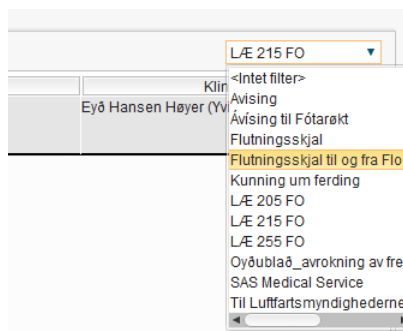 LÆ 215 FO
Klin
Eyð Hansen Høyer (Yv
<Intet filter>
Avising
Ávísing til Fótarøkt
Flutningsskjal
Flutningsskjal til og fra Flo
Kunning um ferding
LÆ 205 FO
LÆ 215 FO
LÆ 255 FO
Oyðublað_avrokning av fre
SAS Medical Service
Til Luftfartsmyndighederne